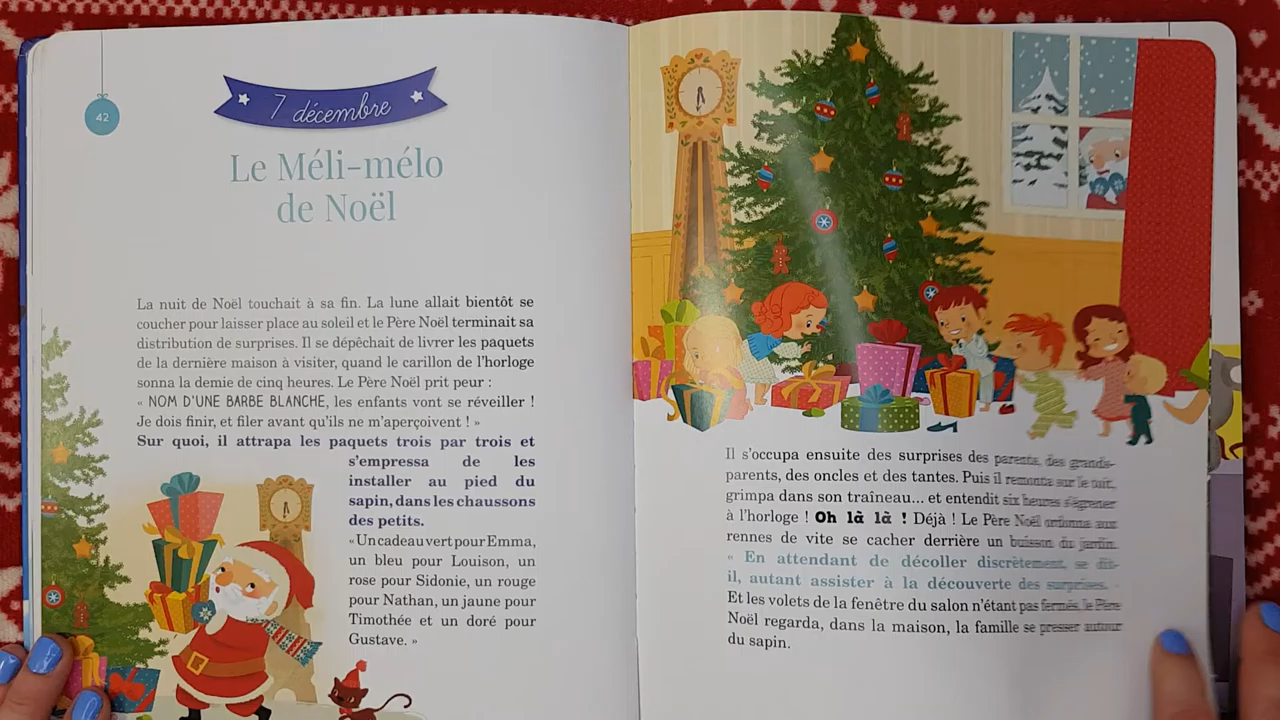 42
7 décembre
Le Méli-mélo
de Noël
La nuit de Noël touchait à sa fin. La lune allait bientôt se
coucher pour laisser place au soleil et le Père Noël terminait sa
distribution de surprises. Il se dépêchait de livrer les paquets
de la dernière maison à visiter, quand le carillon de l'horloge
sonna la demie de cinq heures. Le Père Noël prit peur :
« NOM D'UNE BARBE BLANCHE, les enfants vont se réveiller !
Je dois finir, et filer avant qu'ils ne m'aperçoivent ! »
Sur quoi, il attrapa les paquets trois par trois et
s'empressa de les
installer au pied du
sapin, dans les chaussons
des petits.
« Un cadeau vert pour Emma,
un bleu pour Louison, un
rose pour Sidonie, un rouge
pour Nathan, un jaune pour
Timothée et un doré pour
Gustave. »
Il s'occupa ensuite des surprises des parents, des grands-
parents, des oncles et des tantes. Puis il remonta sur le toit,
grimpa dans son traîneau... et entendit six heures s'égrener
à l'horloge ! Oh là là ! Déjà ! Le Père Noël ordonna aux
rennes de vite se cacher derrière un buisson du jardin.
« En attendant de décoller discrètement, se dit-
il, autant assister à la découverte des surprises. »
Et les volets de la fenêtre du salon n'étant pas fermés, le Père
Noël regarda, dans la maison, la famille se presser autour
du sapin.